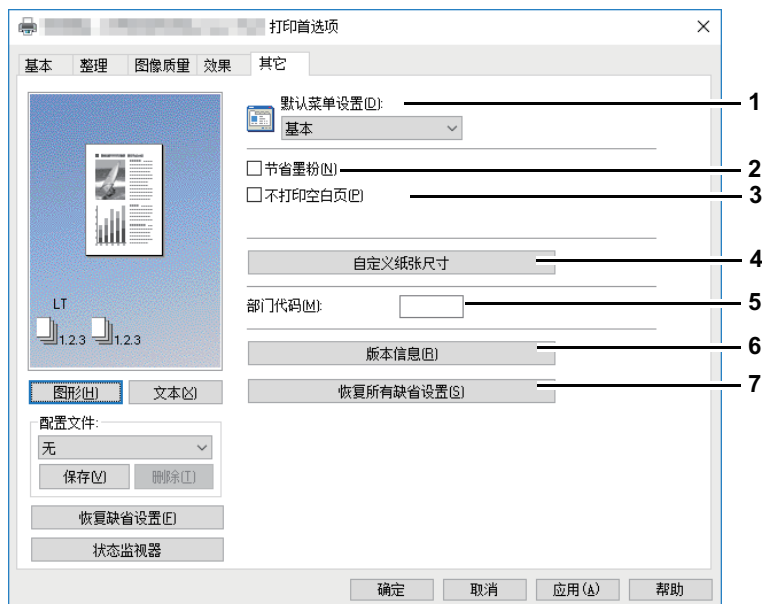 打印首选项
基本 整理 图像质量 效果 其它
默认菜单设置(D): 1
基本
节省墨粉(N) 2
不打印空白页(P) 3
自定义纸张尺寸 4
LT
部门代码(M): 5
1.2.3 1.2.3
版本信息(R) 6
图形(H) 文本(X) 恢复所有缺省设置(S) 7
配置文件:
无
保存(V) 删除(T)
恢复缺省设置(F)
状态监视器
确定 取消 应用(A) 帮助